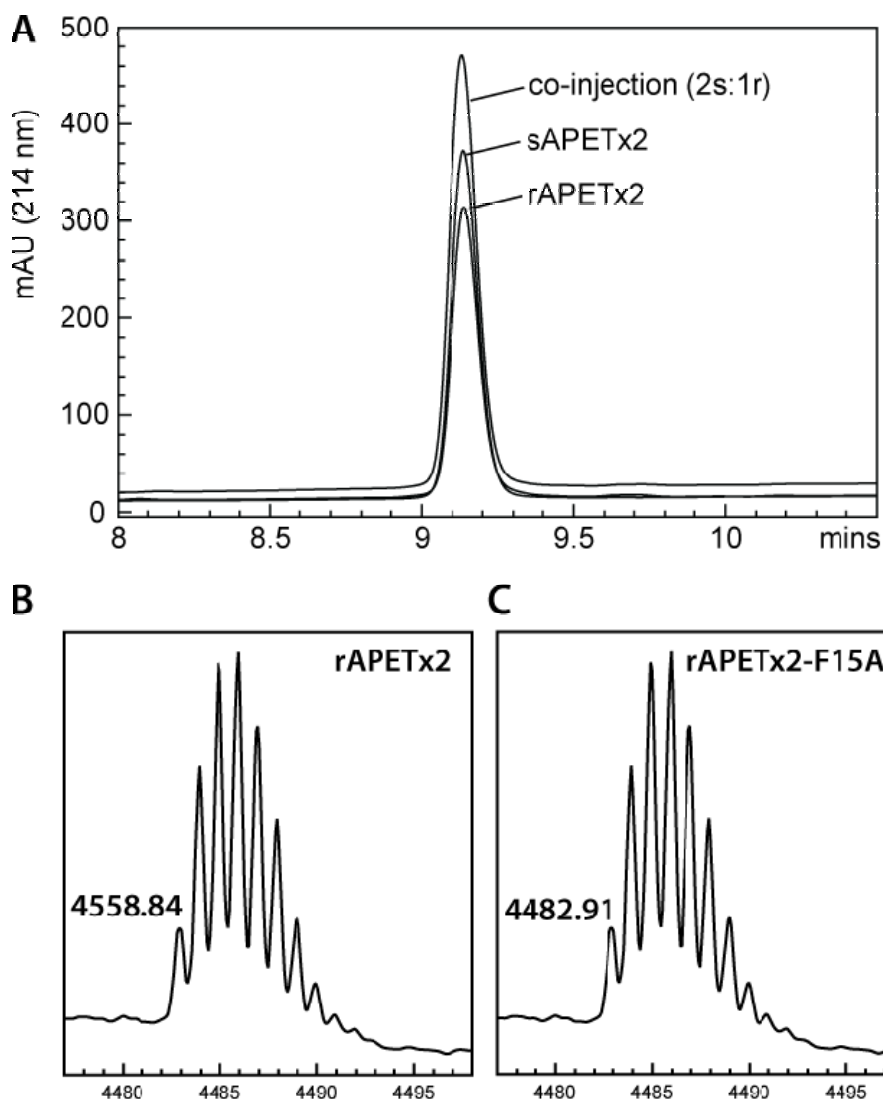 A
500
400
300
200
100
0
mAU (214 nm)
co-injection (2s:1r)
sAPETx2
rAPETx2
8 8.5 9 9.5 10 mins
B
rAPETx2
4558.84
4480 4485 4490 4495
C
rAPETx2-F15A
4482.91
4480 4485 4490 4495